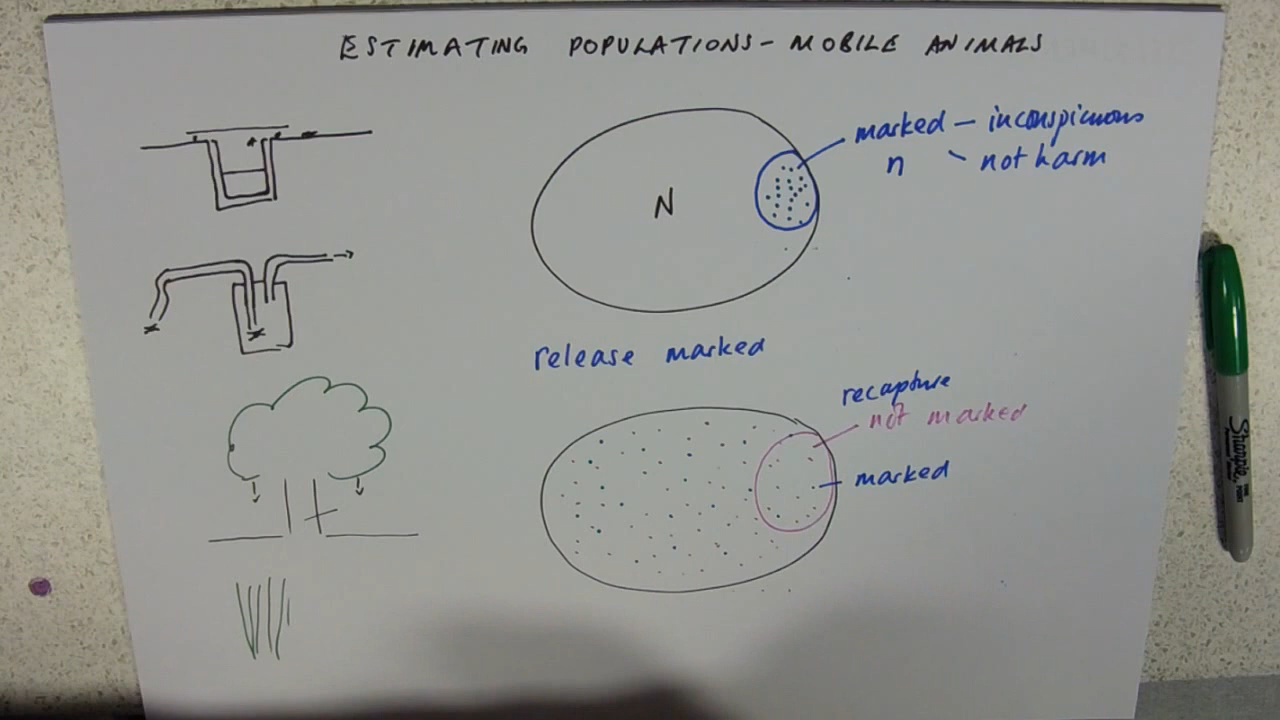 ESTIMATING POPULATIONS - MOBILE ANIMALS
marked - inconspicuous
n - not harm
N
release marked
recapture
not marked
marked
Sharpie